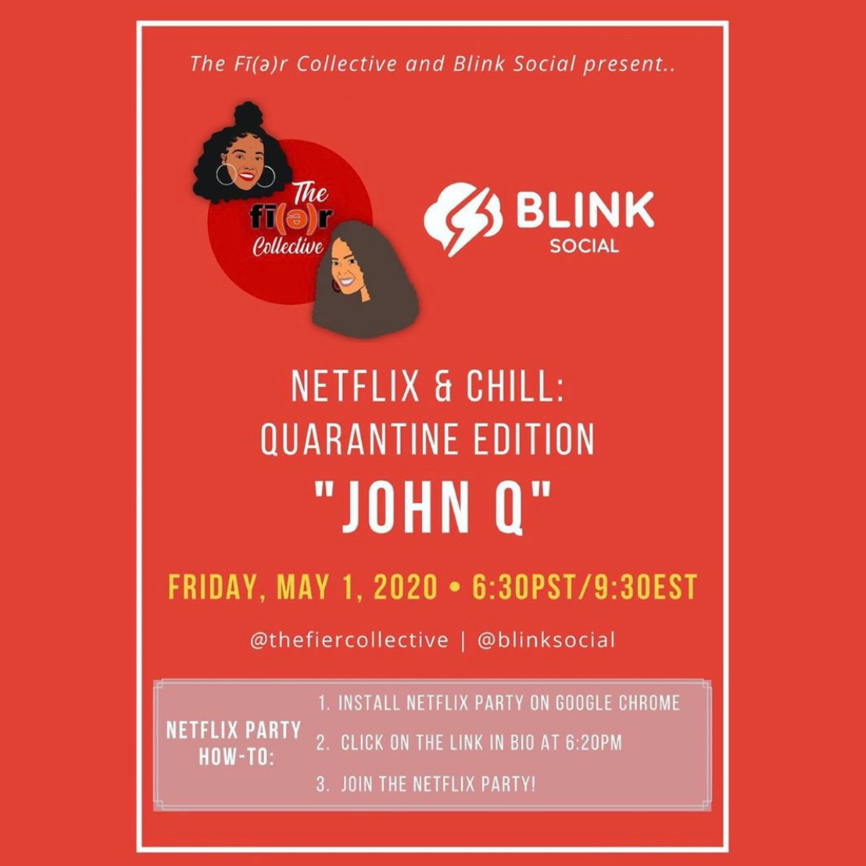 The Fī(ə)r Collective and Blink Social present..
The
fī(ə)r
Collective
BLINK
SOCIAL
NETFLIX & CHILL:
QUARANTINE EDITION
"JOHN Q"
FRIDAY, MAY 1, 2020 • 6:30PST/9:30EST
@thefiercollective | @blinksocial
NETFLIX PARTY
HOW-TO:
1. INSTALL NETFLIX PARTY ON GOOGLE CHROME
2. CLICK ON THE LINK IN BIO AT 6:20PM
3. JOIN THE NETFLIX PARTY!